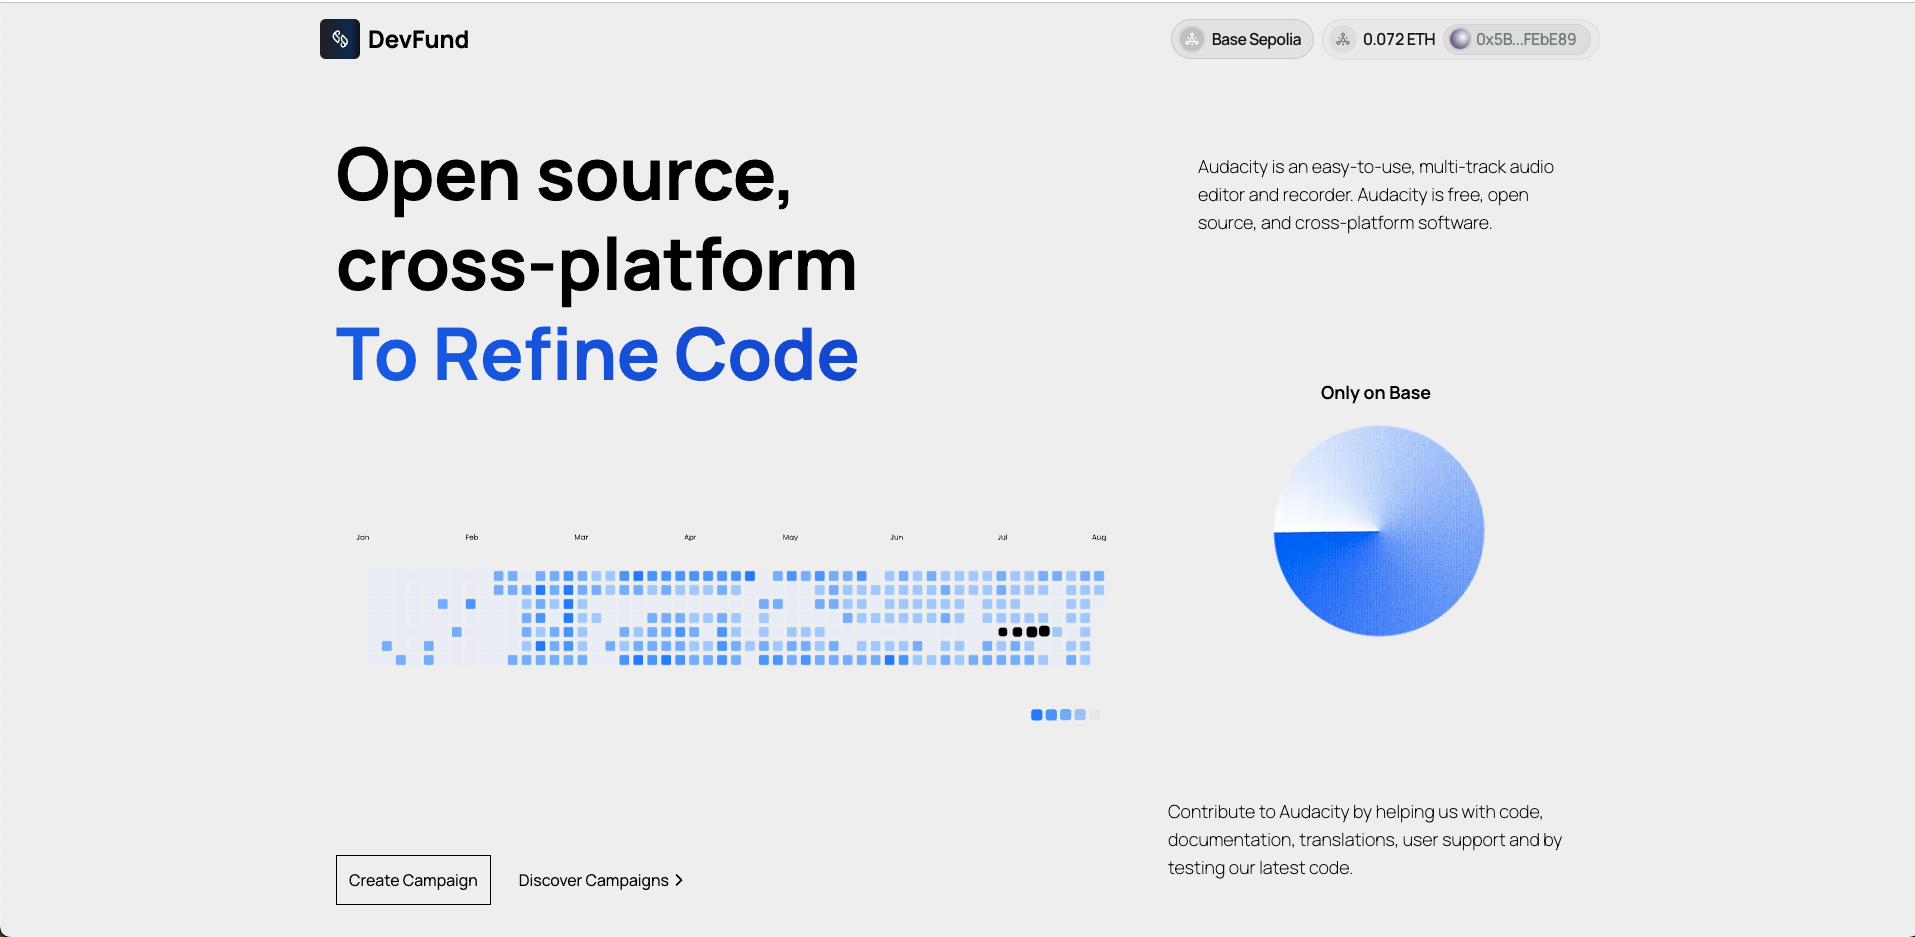 DevFund
Base Sepolia
0.072 ETH
0x5B...FEbE89
Open source,
cross-platform
To Refine Code
Audacity is an easy-to-use, multi-track audio
editor and recorder. Audacity is free, open
source, and cross-platform software.
Only on Base
Jan Feb Mar Apr May Jun Jul Aug
Contribute to Audacity by helping us with code,
documentation, translations, user support and by
testing our latest code.
Create Campaign
Discover Campaigns